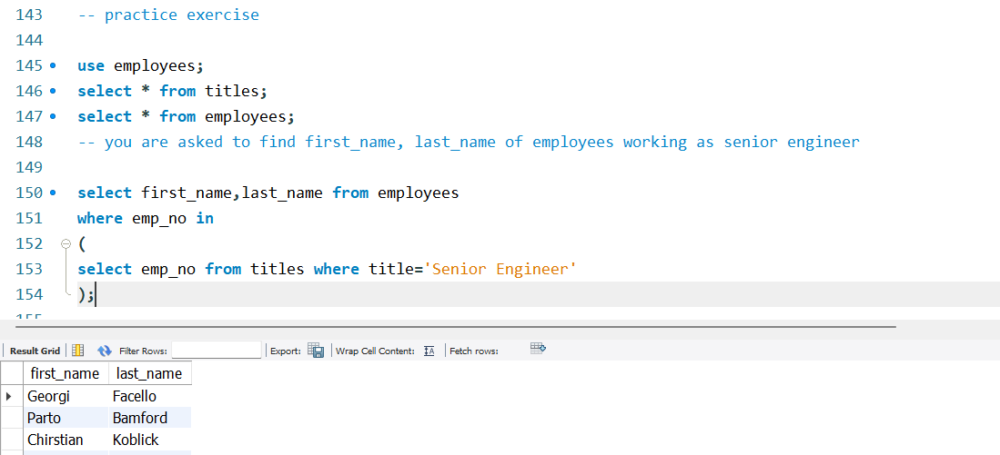 143 -- practice exercise
144
145 use employees;
146 select * from titles;
147 select * from employees;
148 -- you are asked to find first_name, last_name of employees working as senior engineer
149
150 select first_name,last_name from employees
151 where emp_no in
152 (
153 select emp_no from titles where title='Senior Engineer'
154 );
Result Grid Filter Rows: Export: Wrap Cell Content: Fetch rows:
first_name last_name
Georgi Facello
Parto Bamford
Chirstian Koblick